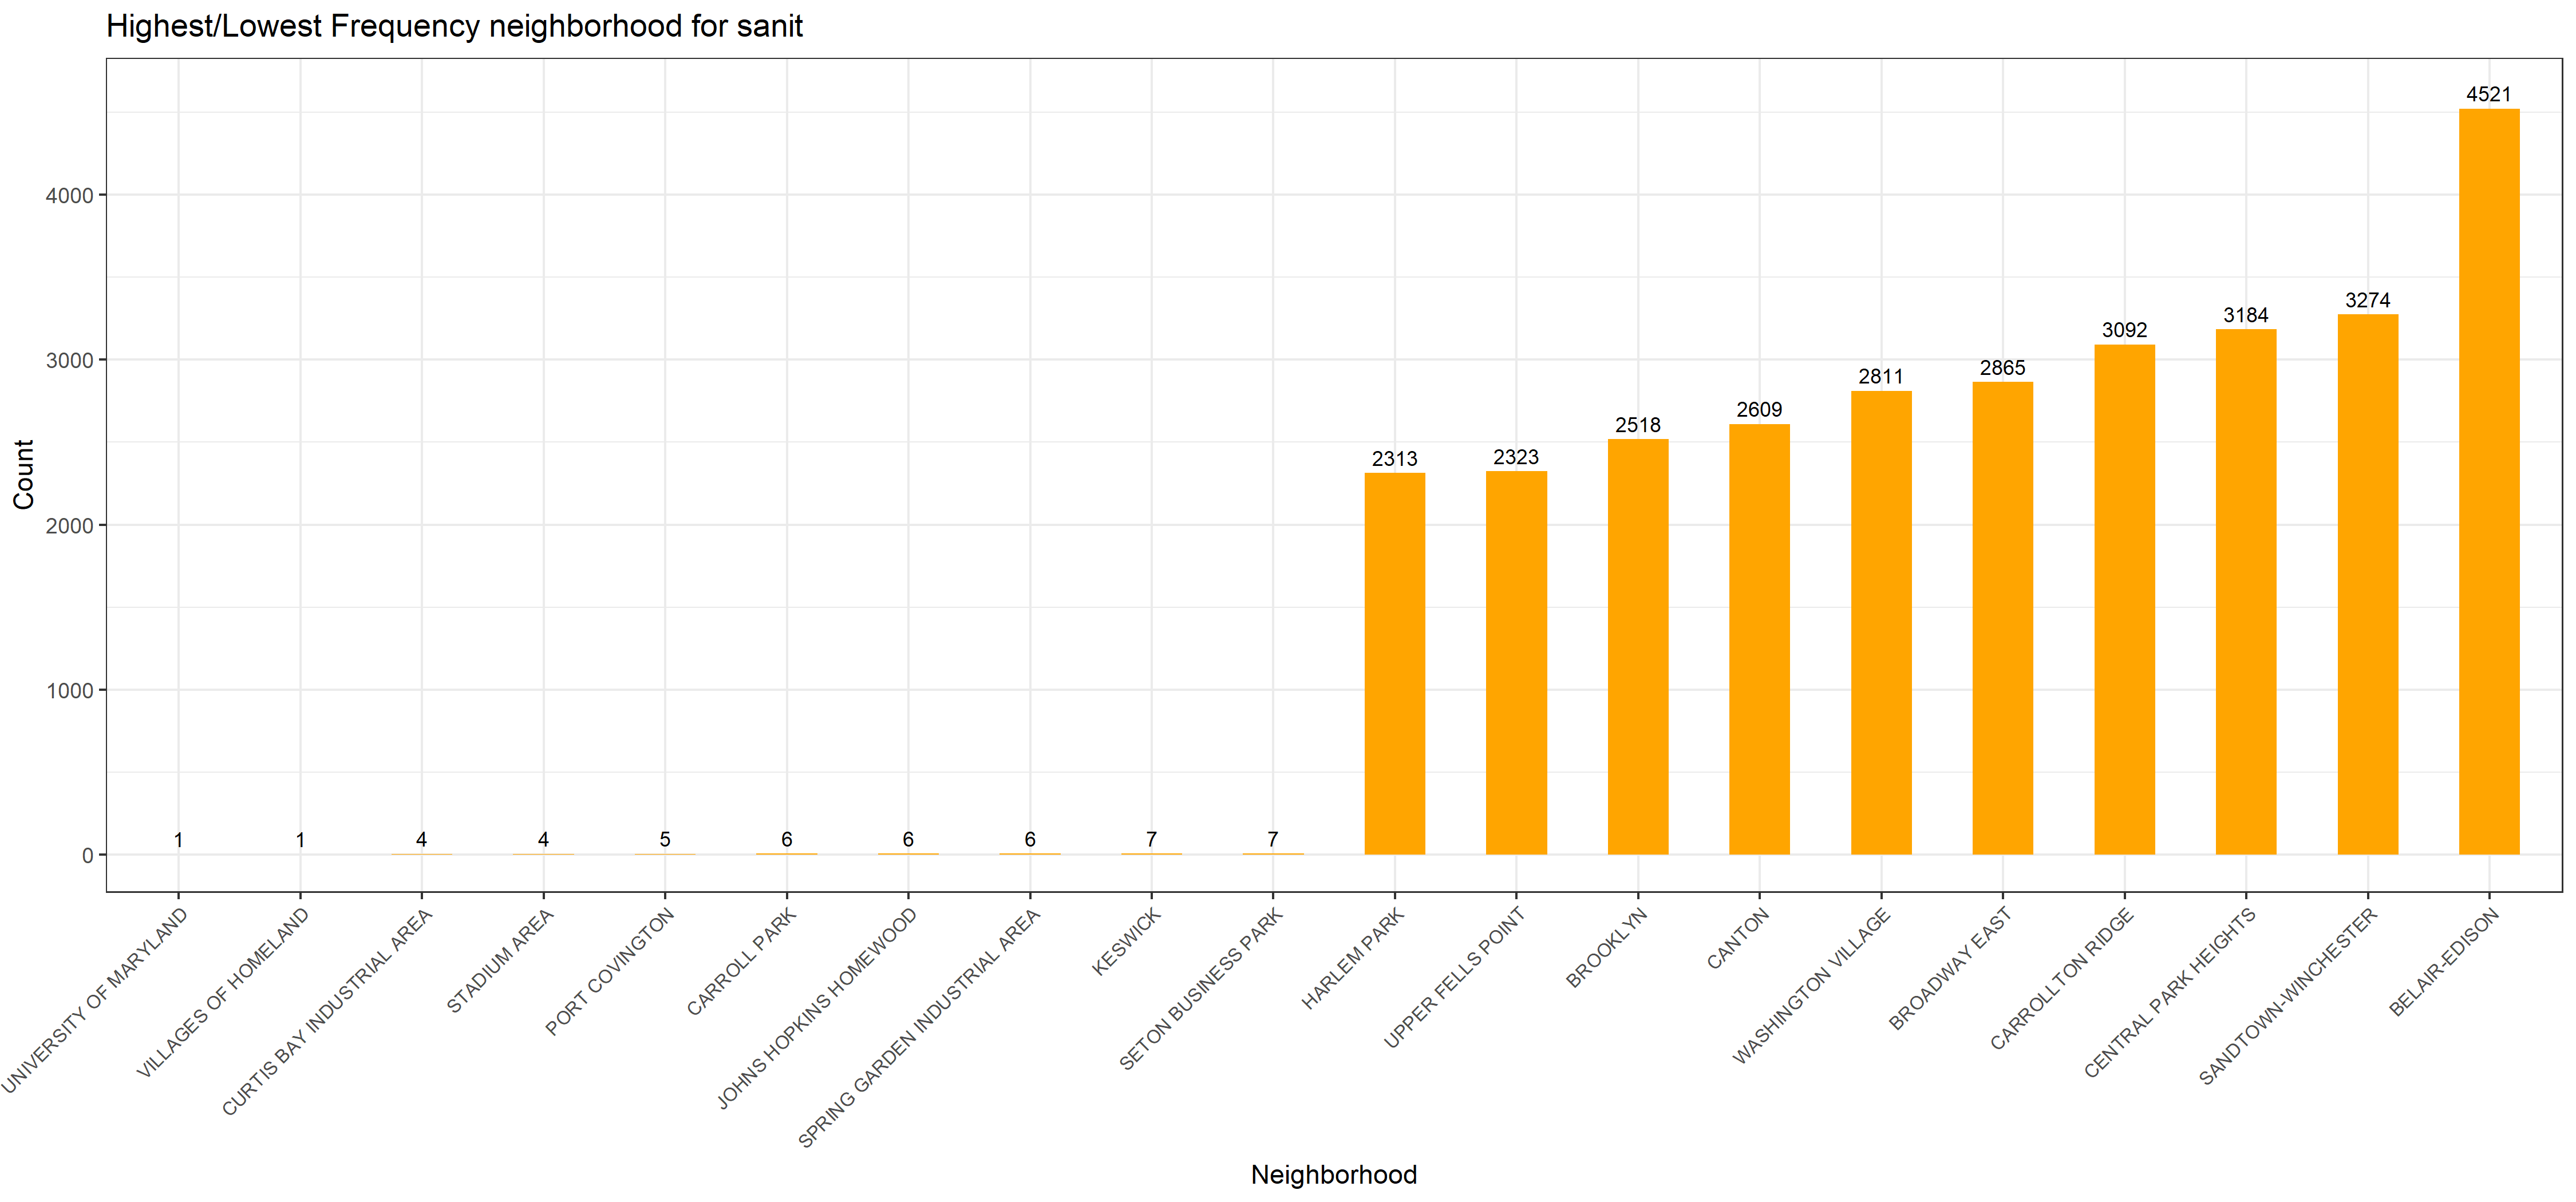 Highest/Lowest Frequency neighborhood for sanit
4521
4000
3274
3184
3092
3000
2865
2811
2609
2518
2323
2313
2000
1000
1 1 4 4 5 6 6 6 7 7
0
Count
UNIVERSITY OF MARYLAND
VILLAGES OF HOMELAND
CURTIS BAY INDUSTRIAL AREA
STADIUM AREA
PORT COVINGTON
CARROLL PARK
JOHNS HOPKINS HOMEWOOD
SPRING GARDEN INDUSTRIAL AREA
KESWICK
SETON BUSINESS PARK
HARLEM PARK
UPPER FELLS POINT
BROOKLYN
CANTON
WASHINGTON VILLAGE
BROADWAY EAST
CARROLLTON RIDGE
CENTRAL PARK HEIGHTS
SANDTOWN-WINCHESTER
BELAIR-EDISON
Neighborhood